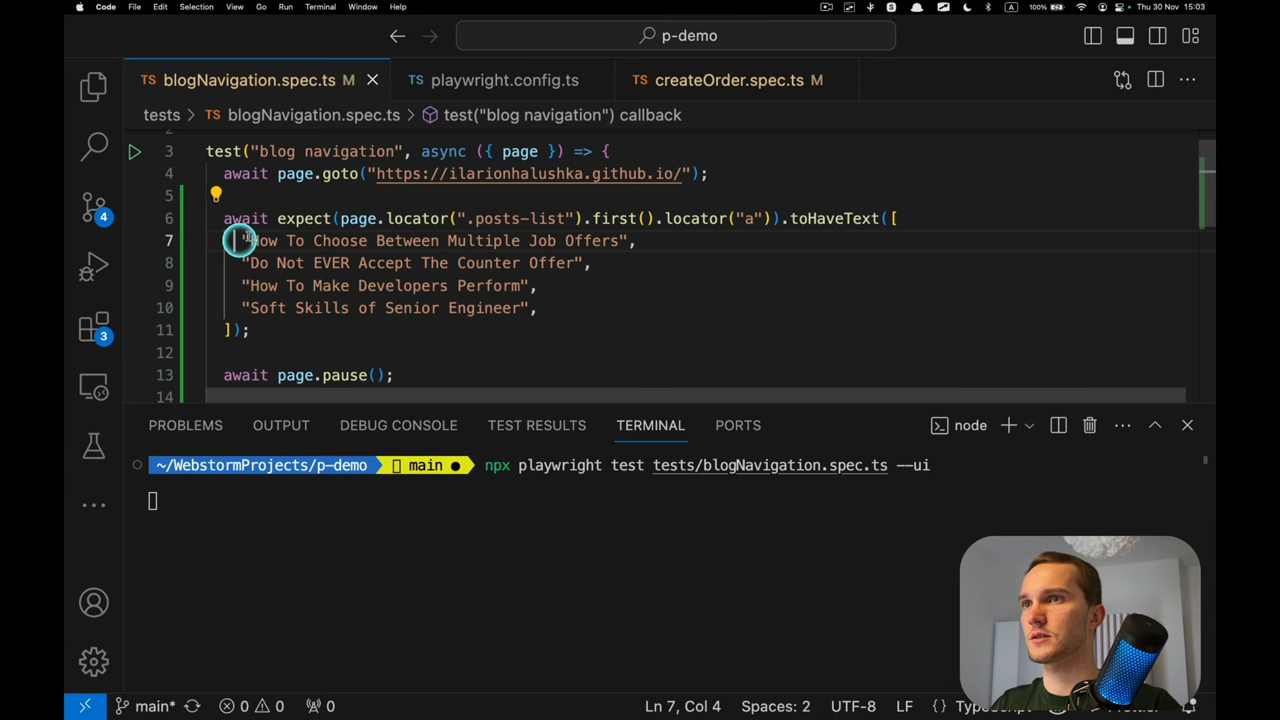 Code File Edit Selection View Go Run Terminal Window Help A 100% Thu 30 Nov 15:03
p-demo
TS blogNavigation.spec.ts M TS playwright.config.ts TS createOrder.spec.ts M
tests > TS blogNavigation.spec.ts > test("blog navigation") callback
3 test("blog navigation", async ({ page }) => {
4 await page.goto("https://ilarionhalushka.github.io/");
5
6 await expect(page.locator(".posts-list").first().locator("a")).toHaveText([
7 "How To Choose Between Multiple Job Offers",
8 "Do Not EVER Accept The Counter Offer",
9 "How To Make Developers Perform",
10 "Soft Skills of Senior Engineer",
11 ]);
12
13 await page.pause();
14
4
3
PROBLEMS OUTPUT DEBUG CONSOLE TEST RESULTS TERMINAL PORTS node
~/WebstormProjects/p-demo main ● npx playwright test tests/blogNavigation.spec.ts --ui
main* 0 0 0 Ln 7, Col 4 Spaces: 2 UTF-8 LF {} TypeScript